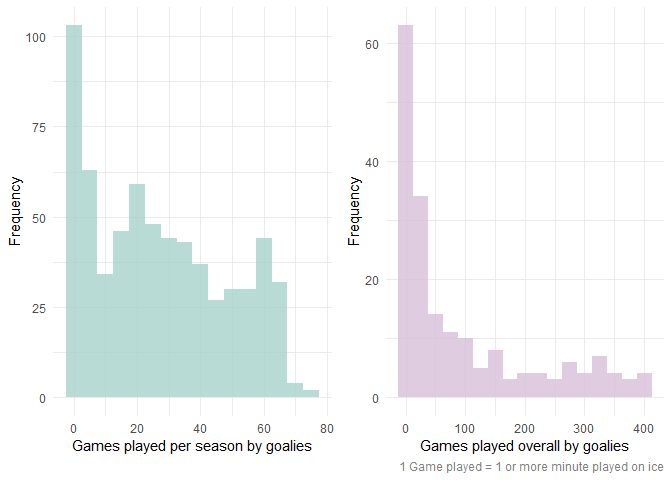 100
75
50
25
0
Frequency
0 20 40 60 80
Games played per season by goalies
60
40
20
0
Frequency
0 100 200 300 400
Games played overall by goalies
1 Game played = 1 or more minute played on ice